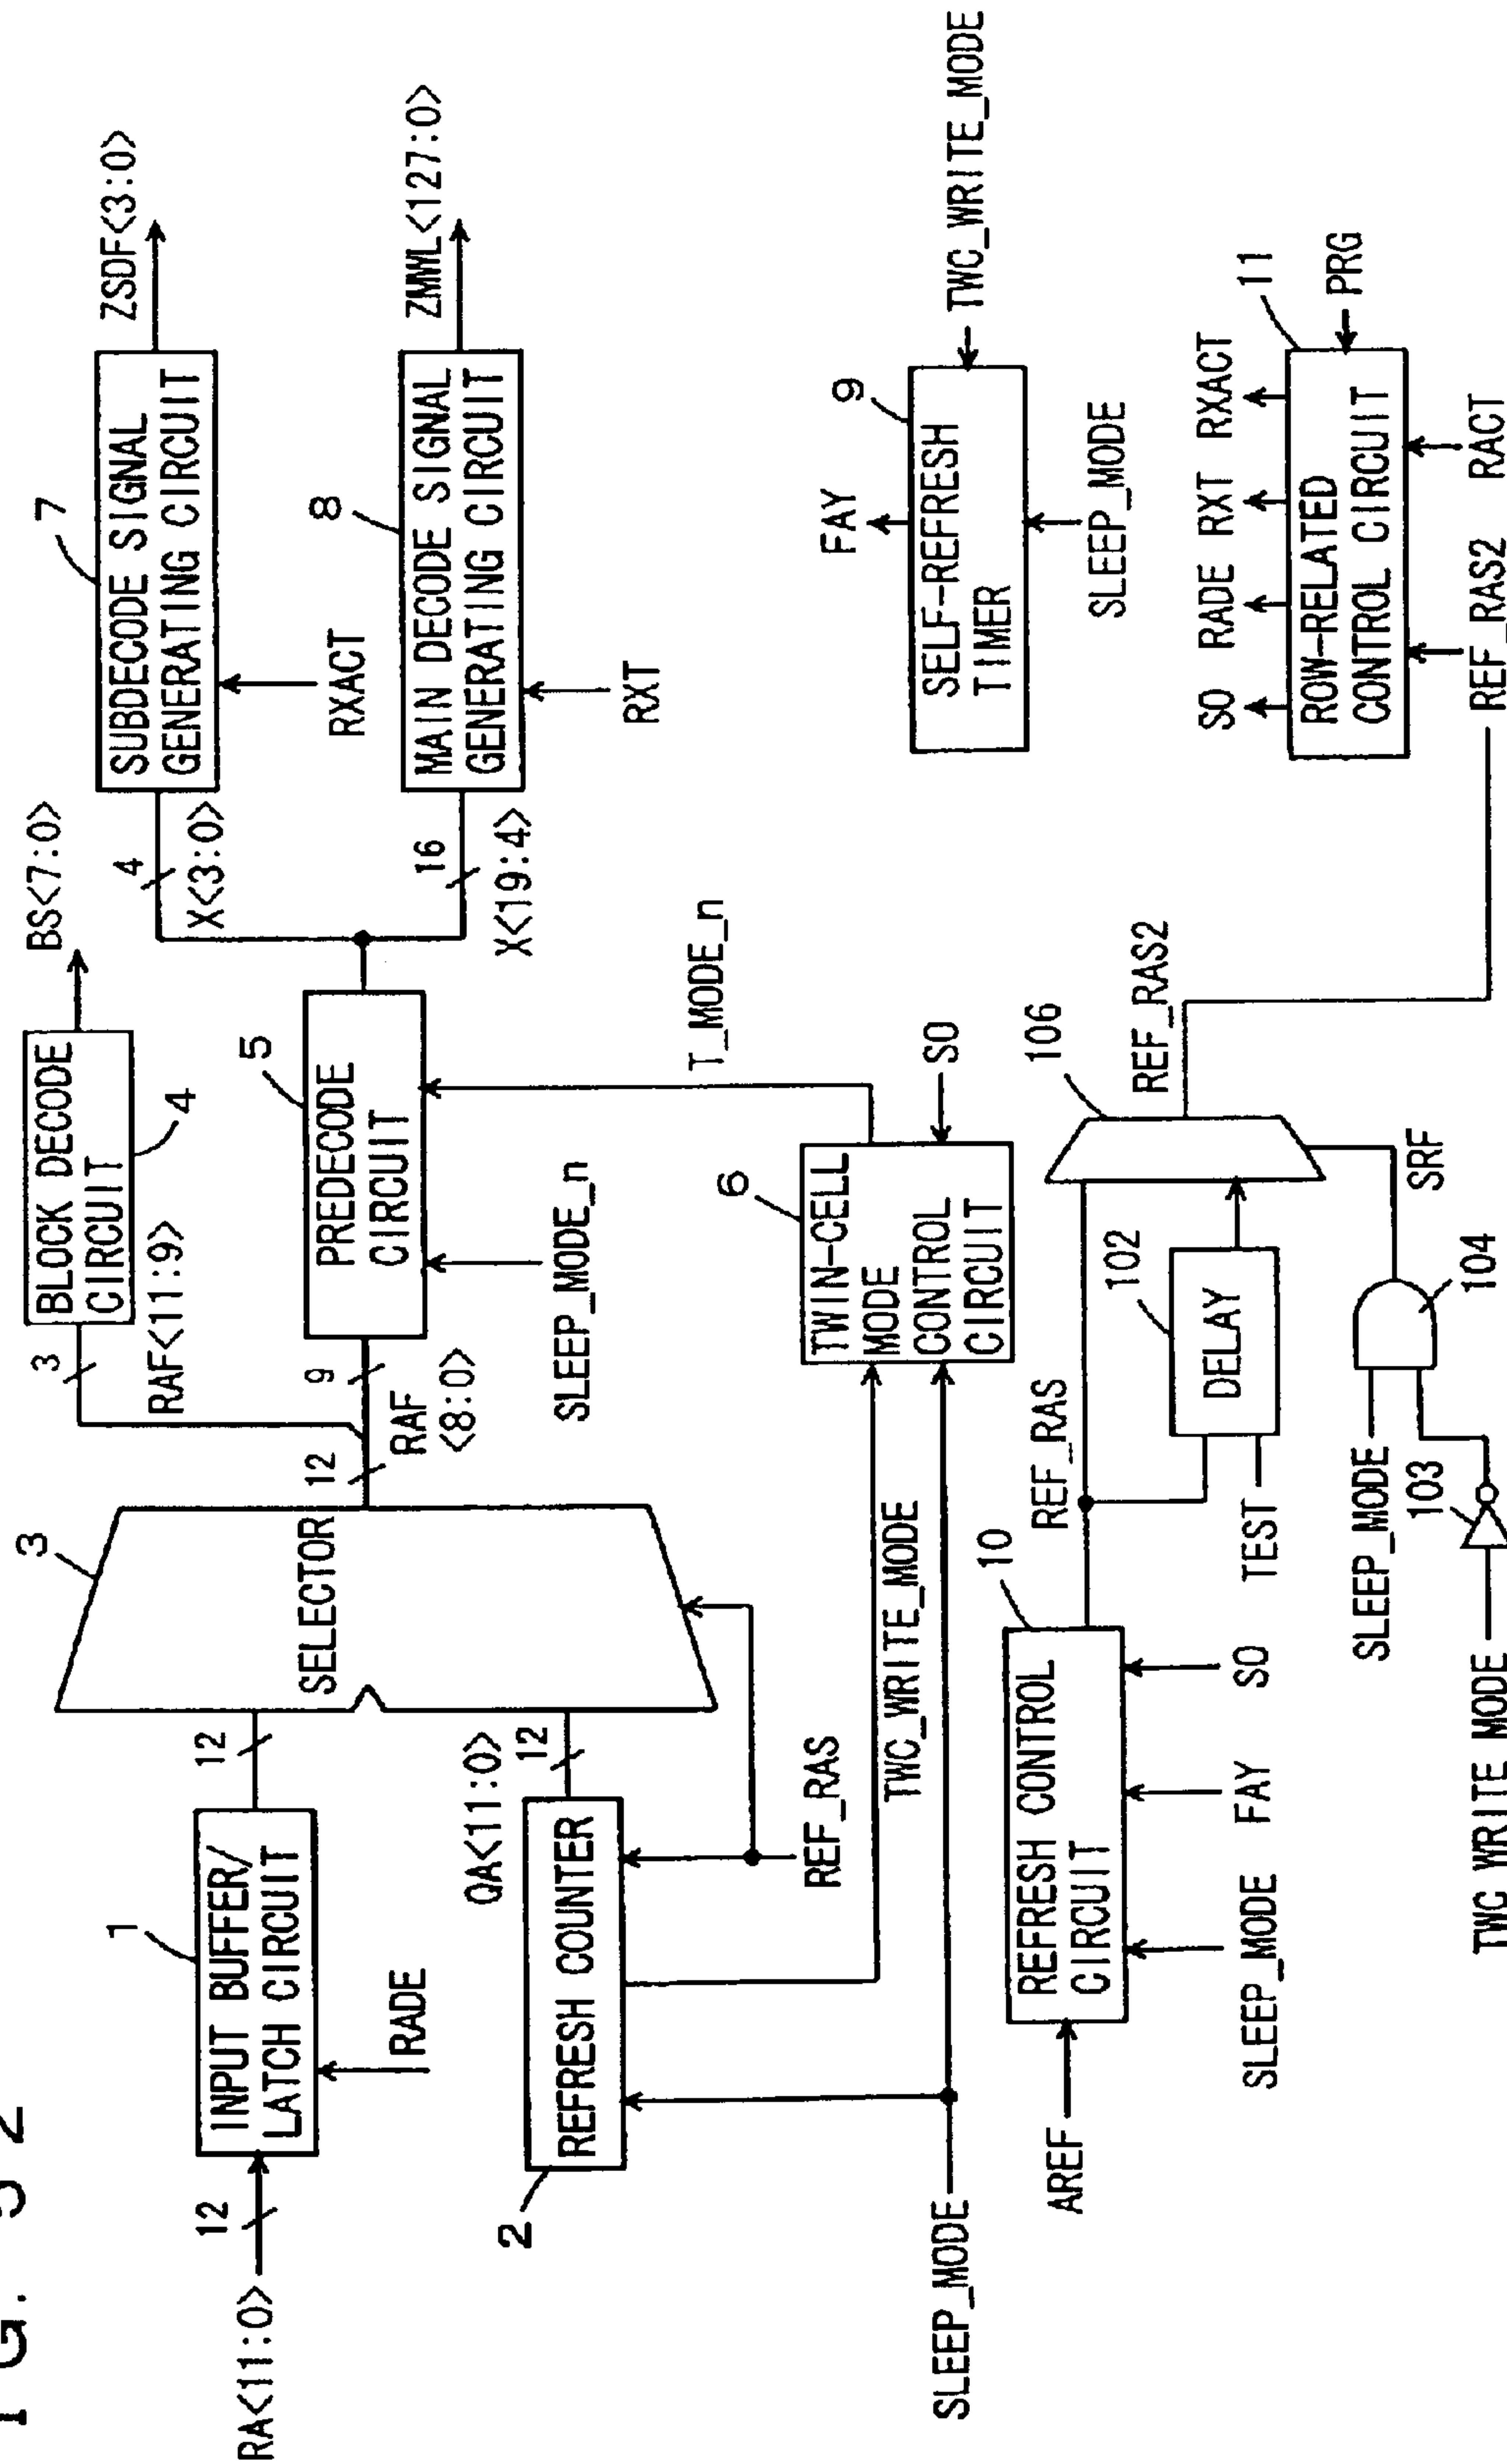 FIG. 52
RA<11:0>
12
1
INPUT BUFFER/
LATCH CIRCUIT
RADE
12
3
SELECTOR
12
3
RAF<11:9>
BLOCK DECODE
CIRCUIT
4
BS<7:0>
9
RAF
<8:0>
5
PREDECODE
CIRCUIT
SLEEP_MODE_n
4
X<3:0>
16
X<19:4>
7
SUBDECODE SIGNAL
GENERATING CIRCUIT
RXACT
ZSDF<3:0>
8
MAIN DECODE SIGNAL
GENERATING CIRCUIT
RXT
ZMWL<127:0>
2
REFRESH COUNTER
QA<11:0>
12
REF_RAS
TWC_WRITE_MODE
SLEEP_MODE
6
TWIN-CELL
MODE
CONTROL
CIRCUIT
SO
T_MODE_n
FAY
9
SELF-REFRESH
TIMER
TWC_WRITE_MODE
SLEEP_MODE
AREF
10
REFRESH CONTROL
CIRCUIT
SLEEP_MODE
FAY
SO
REF_RAS
TEST
102
DELAY
106
REF_RAS2
SRF
SLEEP_MODE
103
104
TWC_WRITE_MODE
SO
RADE
RXT
RXACT
11
ROW-RELATED
CONTROL CIRCUIT
PRG
REF_RAS2
RACT